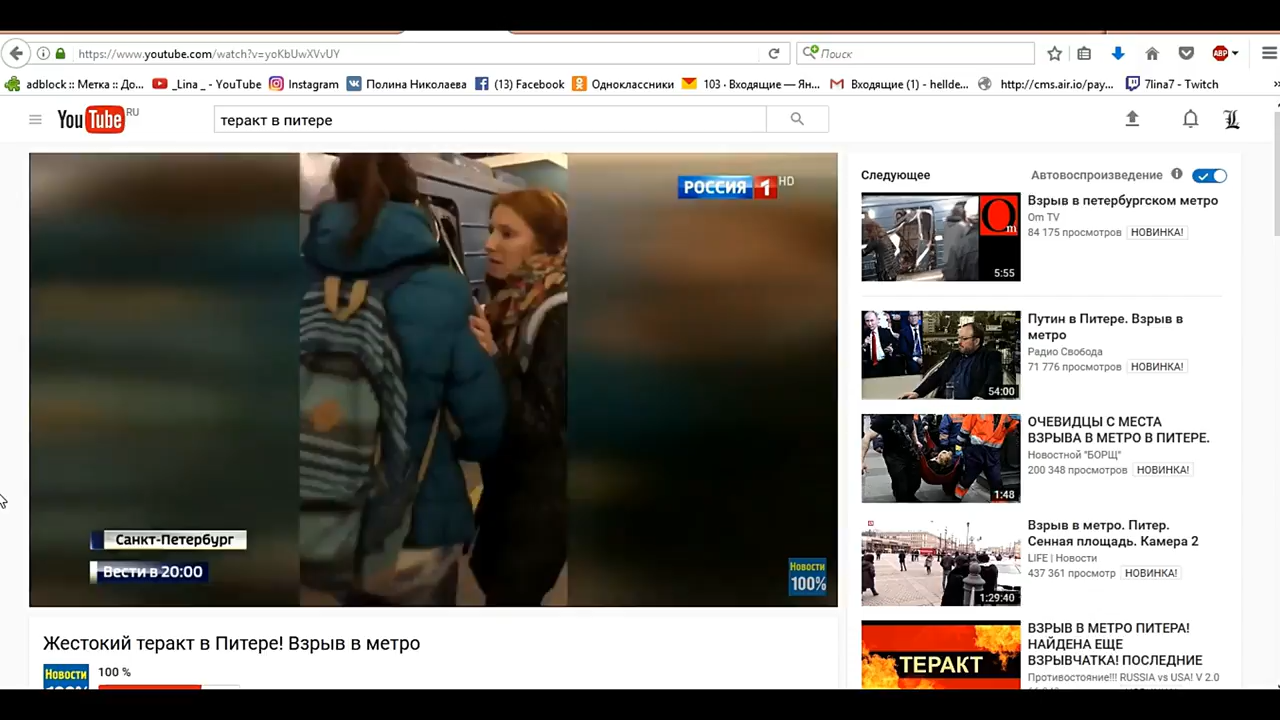 https://www.youtube.com/watch?v=yoKbUwXVvUY
Поиск
ABP
adblock :: Метка :: До...
_Lina _ - YouTube
Instagram
Полина Николаева
(13) Facebook
Одноклассники
103 · Входящие — Ян...
Входящие (1) - hellde...
http://cms.air.io/pay...
7lina7 - Twitch
YouTube RU
теракт в питере
РОССИЯ 1 HD
Санкт-Петербург
Вести в 20:00
Новости
100%
Жестокий теракт в Питере! Взрыв в метро
Новости
100 %
Следующее
Автовоспроизведение
Взрыв в петербургском метро
Om TV
84 175 просмотров НОВИНКА!
Om
5:55
Путин в Питере. Взрыв в
метро
Радио Свобода
71 776 просмотров НОВИНКА!
54:00
ОЧЕВИДЦЫ С МЕСТА
ВЗРЫВА В МЕТРО В ПИТЕРЕ.
Новостной "БОРЩ"
200 348 просмотров НОВИНКА!
1:48
Взрыв в метро. Питер.
Сенная площадь. Камера 2
LIFE | Новости
437 361 просмотр НОВИНКА!
1:29:40
ВЗРЫВ В МЕТРО ПИТЕРА!
НАЙДЕНА ЕЩЕ
ВЗРЫВЧАТКА! ПОСЛЕДНИЕ
Противостояние!!! RUSSIA vs USA! V 2.0
ТЕРАКТ